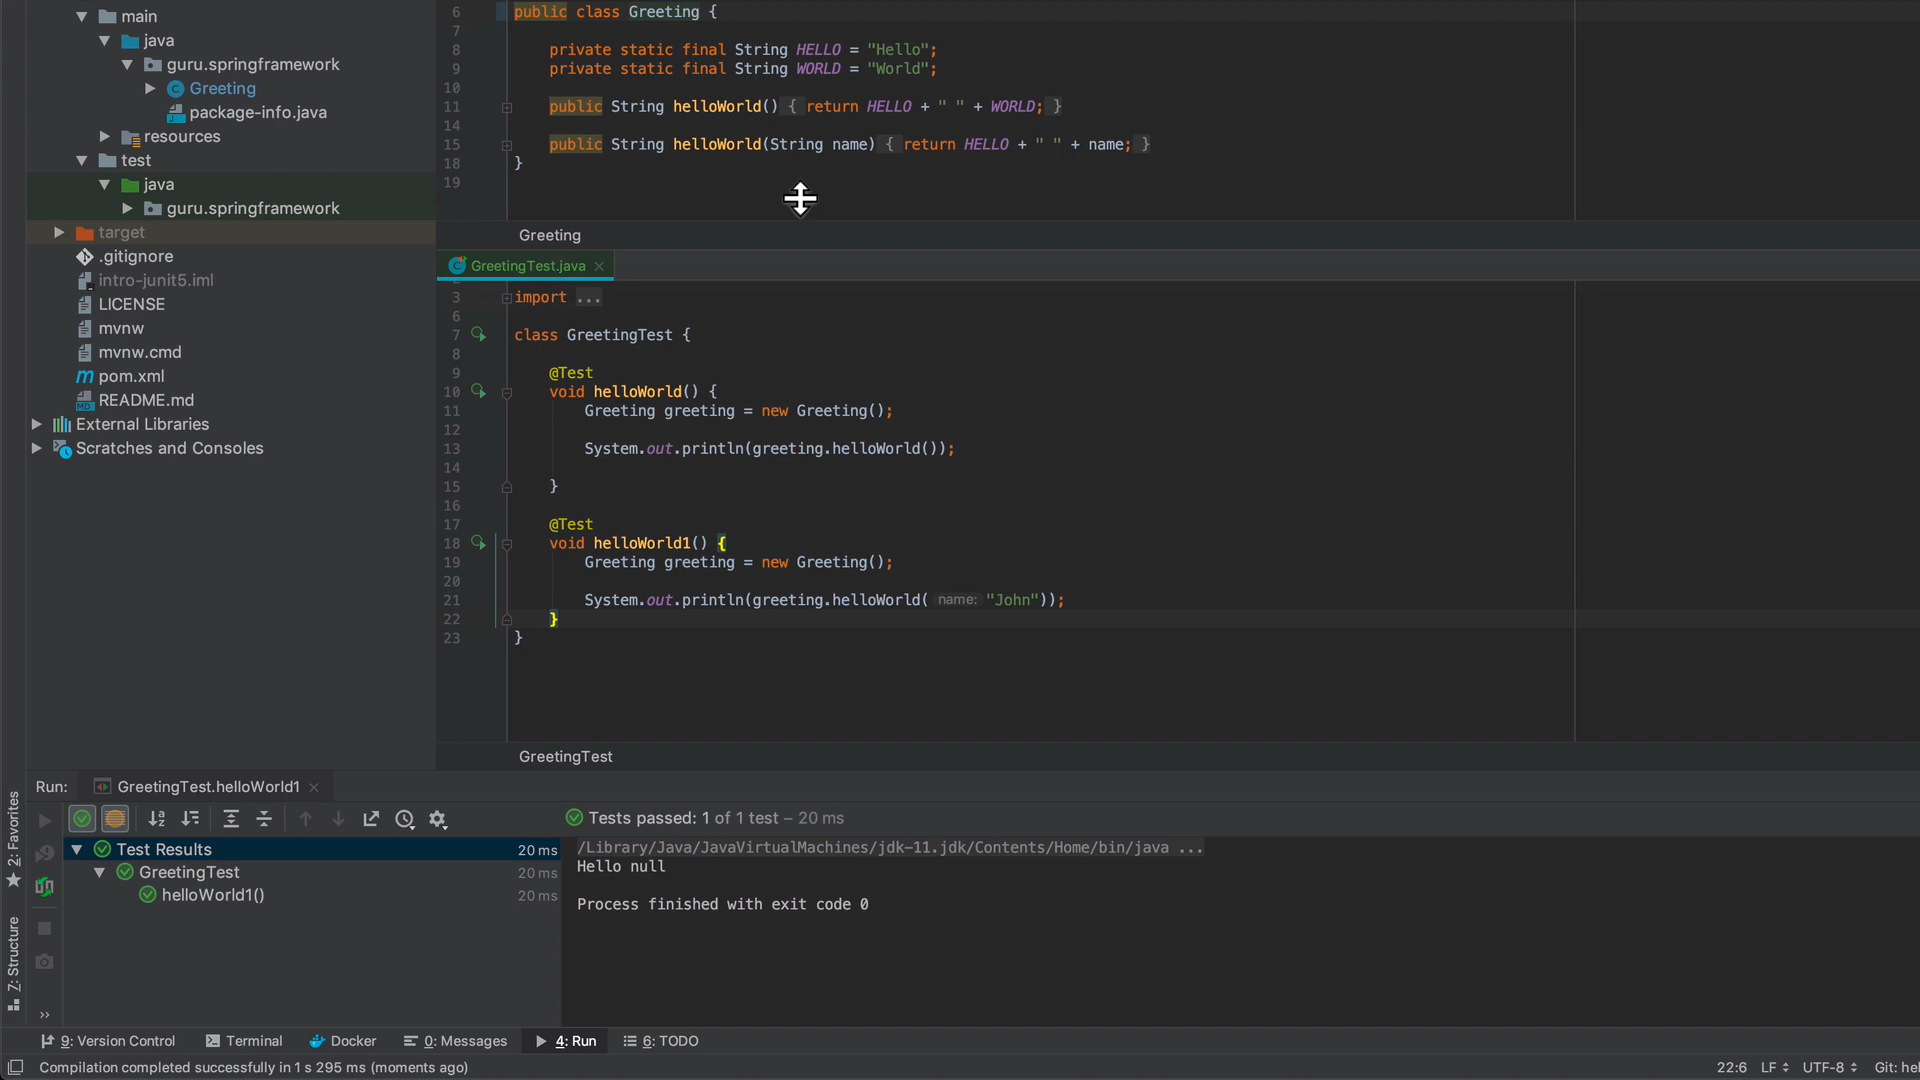 main
java
guru.springframework
Greeting
package-info.java
resources
test
java
guru.springframework
target
.gitignore
intro-junit5.iml
LICENSE
mvnw
mvnw.cmd
pom.xml
README.md
External Libraries
Scratches and Consoles
6 public class Greeting {
7
8 private static final String HELLO = "Hello";
9 private static final String WORLD = "World";
10
11 public String helloWorld() { return HELLO + " " + WORLD; }
14
15 public String helloWorld(String name) { return HELLO + " " + name; }
18 }
19
Greeting
GreetingTest.java
3 import ...
6
7 class GreetingTest {
8
9 @Test
10 void helloWorld() {
11 Greeting greeting = new Greeting();
12
13 System.out.println(greeting.helloWorld());
14
15 }
16
17 @Test
18 void helloWorld1() {
19 Greeting greeting = new Greeting();
20
21 System.out.println(greeting.helloWorld( name: "John"));
22 }
23 }
GreetingTest
Run: GreetingTest.helloWorld1
Tests passed: 1 of 1 test – 20 ms
Test Results 20 ms
GreetingTest 20 ms
helloWorld1() 20 ms
/Library/Java/JavaVirtualMachines/jdk-11.jdk/Contents/Home/bin/java ...
Hello null
Process finished with exit code 0
2: Favorites
7: Structure
9: Version Control
Terminal
Docker
0: Messages
4: Run
6: TODO
Compilation completed successfully in 1 s 295 ms (moments ago)
22:6 LF UTF-8 Git: hel